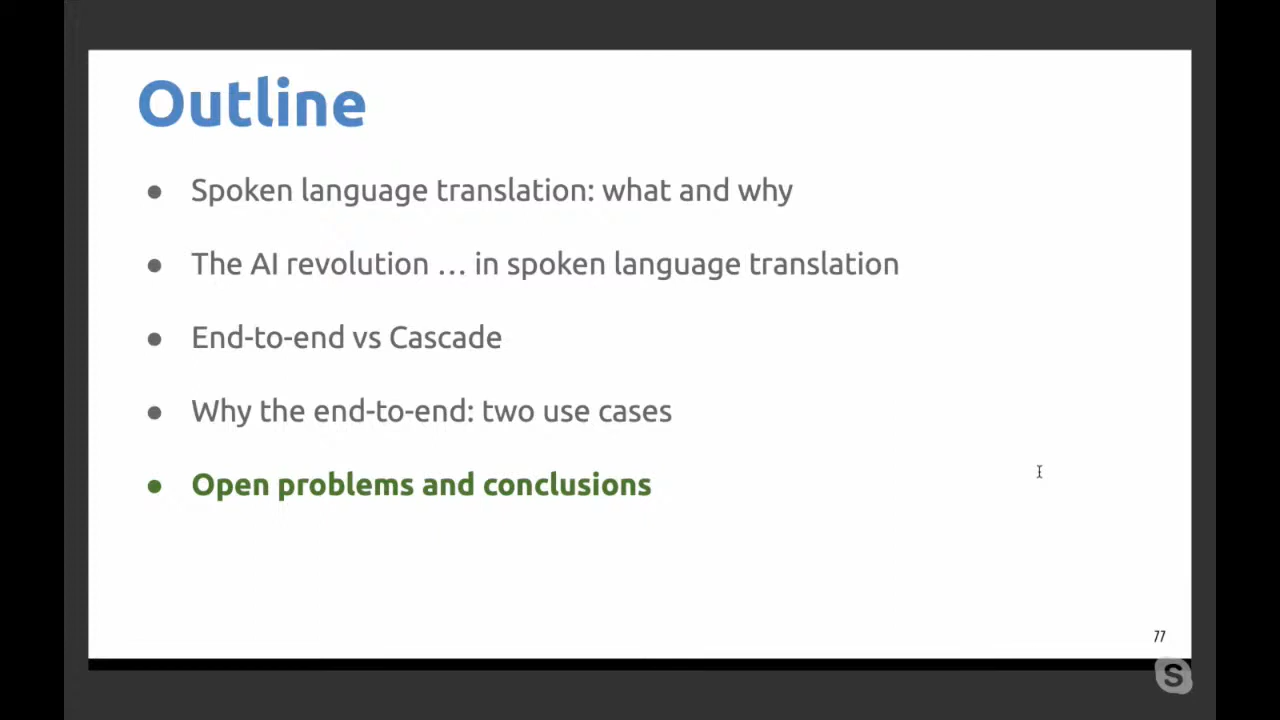 Outline
● Spoken language translation: what and why
● The AI revolution … in spoken language translation
● End-to-end vs Cascade
● Why the end-to-end: two use cases
● Open problems and conclusions
77
S